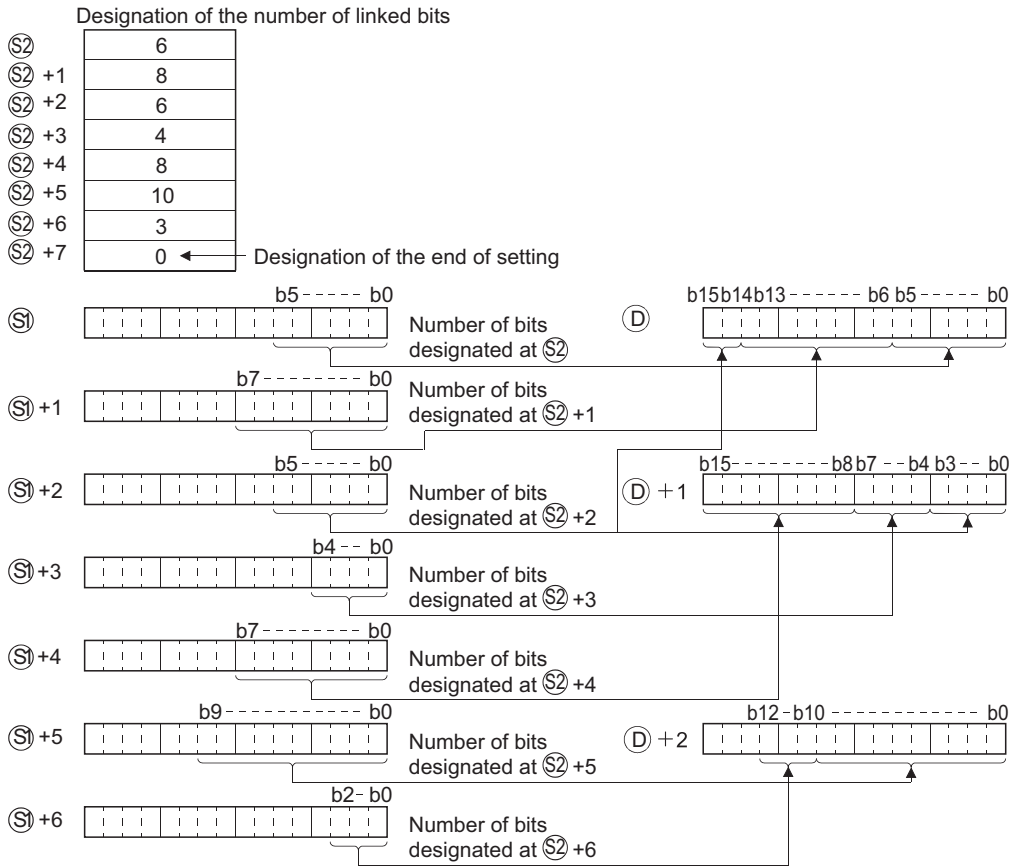 Designation of the number of linked bits
S2 6
S2 +1 8
S2 +2 6
S2 +3 4
S2 +4 8
S2 +5 10
S2 +6 3
S2 +7 0 Designation of the end of setting
b5 ----- b0
b15b14b13 ------- b6 b5 ----- b0
S1
Number of bits
designated at S2
D
b7 ------- b0
S1 +1
Number of bits
designated at S2 +1
b5 ----- b0
b15 --------- b8 b7 -- b4 b3 -- b0
S1 +2
Number of bits
designated at S2 +2
D +1
b4 -- b0
S1 +3
Number of bits
designated at S2 +3
b7 ------- b0
S1 +4
Number of bits
designated at S2 +4
b9 ----------- b0
b12-b10 ----------- b0
S1 +5
Number of bits
designated at S2 +5
D +2
b2- b0
S1 +6
Number of bits
designated at S2 +6